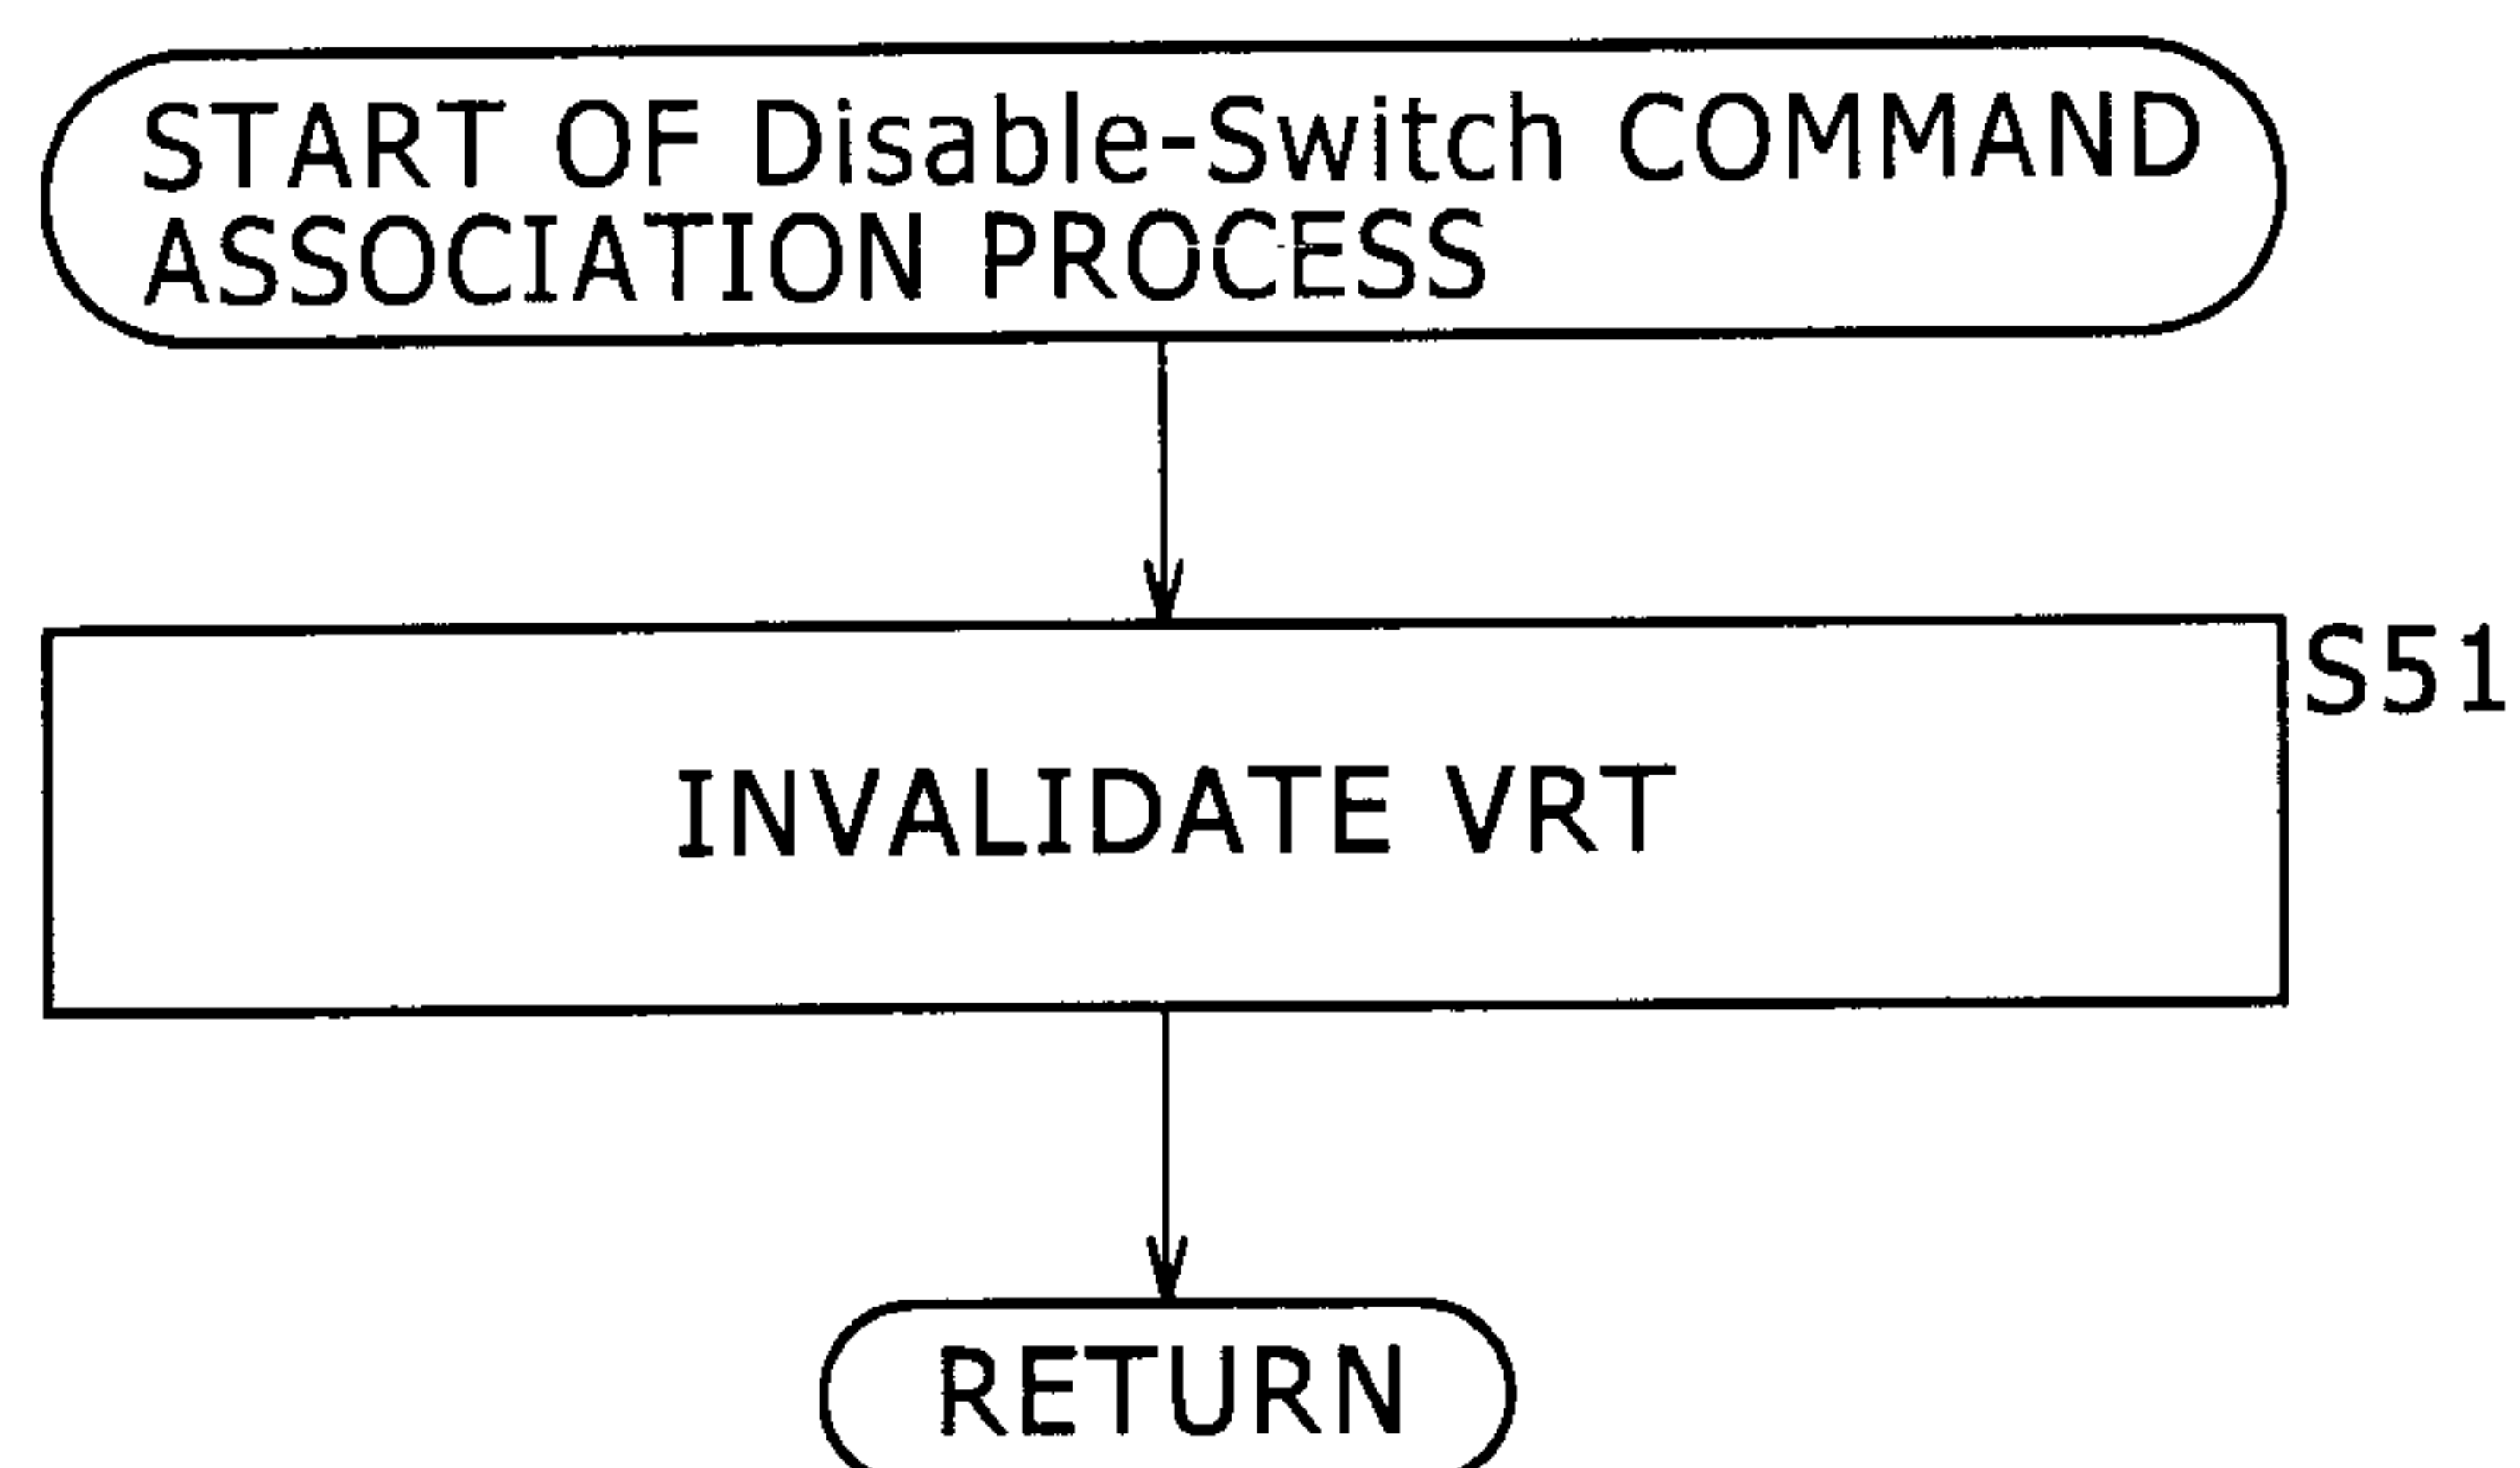 START OF Disable-Switch COMMAND
ASSOCIATION PROCESS
S51
INVALIDATE VRT
RETURN